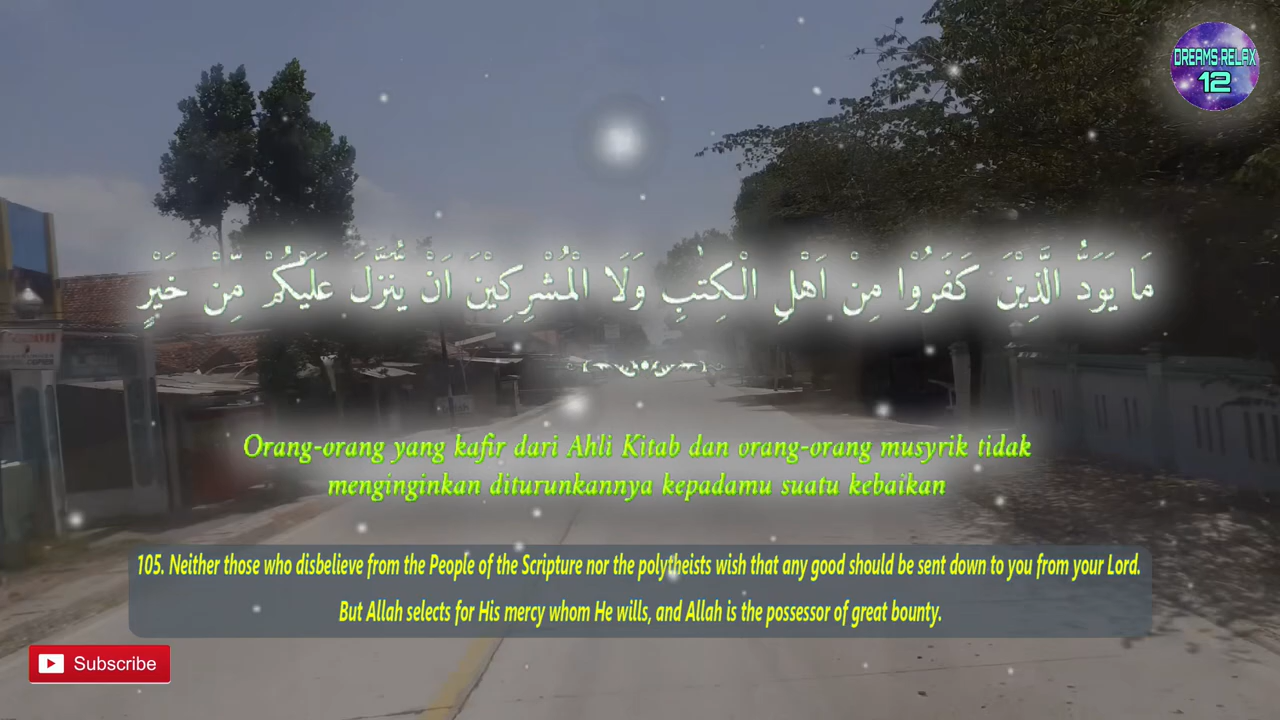 DREAMS RELAX
12
مَا يَوَدُّ الَّذِيْنَ كَفَرُوْا مِنْ اَهْلِ الْكِتٰبِ وَلَا الْمُشْرِكِيْنَ اَنْ يُّنَزَّلَ عَلَيْكُمْ مِّنْ خَيْرٍ
Orang-orang yang kafir dari Ahli Kitab dan orang-orang musyrik tidak
menginginkan diturunkannya kepadamu suatu kebaikan
105. Neither those who disbelieve from the People of the Scripture nor the polytheists wish that any good should be sent down to you from your Lord.
But Allah selects for His mercy whom He wills, and Allah is the possessor of great bounty.
Subscribe